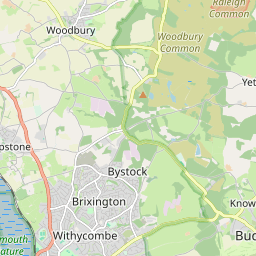 Raleigh
Common
Woodbury
Woodbury
Common
Yet
pstone
Bystock
Know
Brixington
Withycombe
Bud
mouth
ature